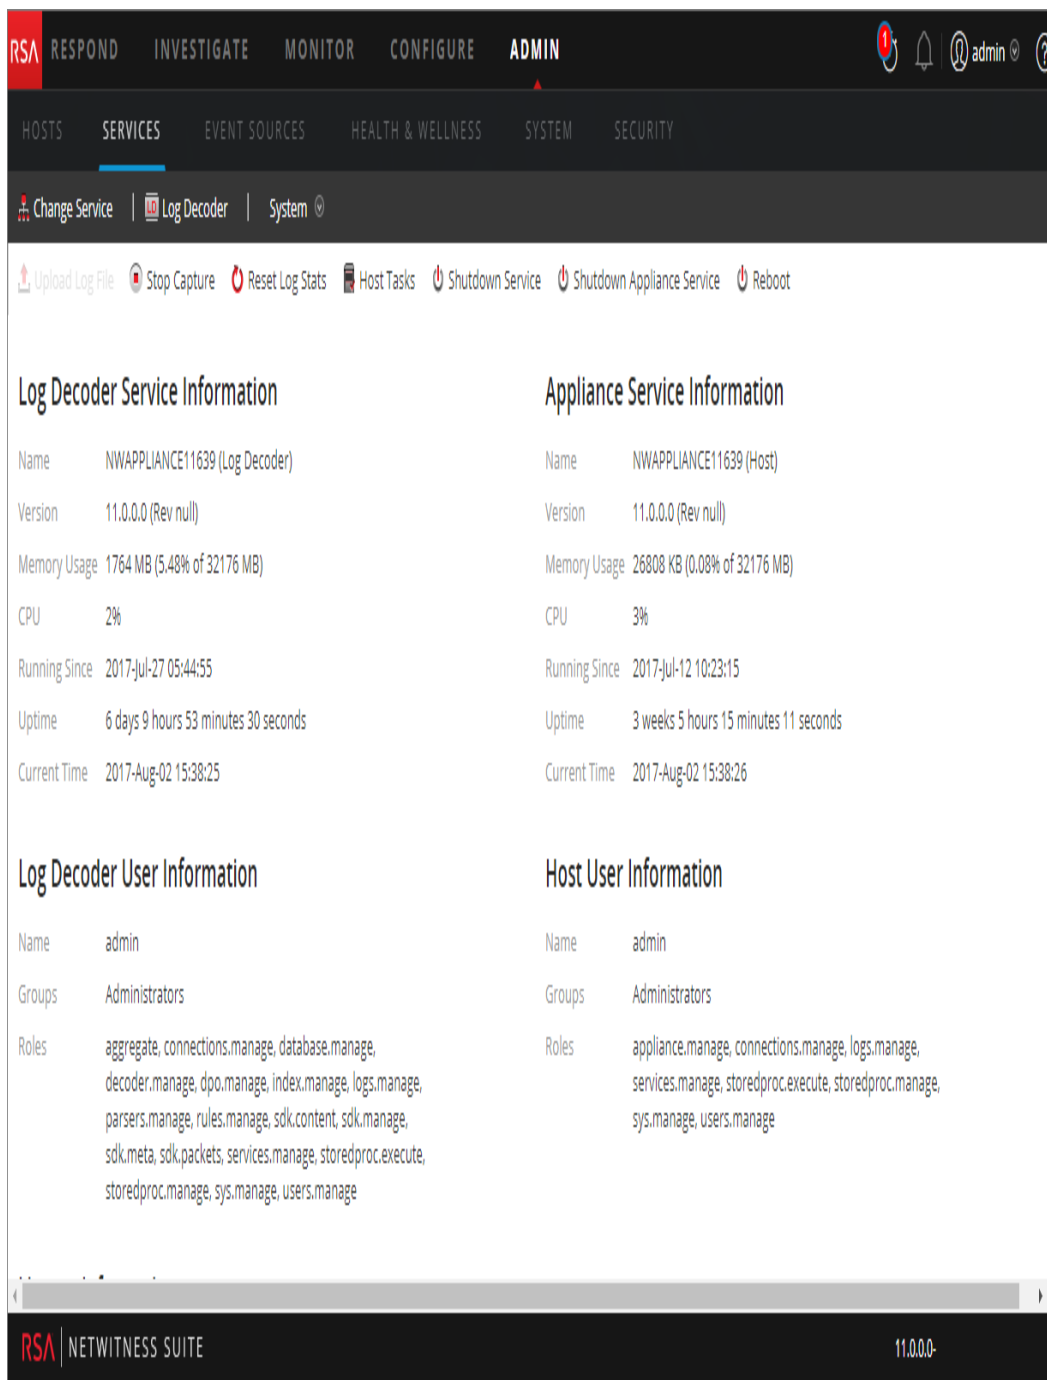 RSA RESPOND INVESTIGATE MONITOR CONFIGURE ADMIN 1 admin ?
HOSTS SERVICES EVENT SOURCES HEALTH & WELLNESS SYSTEM SECURITY
Change Service | LD Log Decoder | System
Upload Log File Stop Capture Reset Log Stats Host Tasks Shutdown Service Shutdown Appliance Service Reboot
Log Decoder Service Information
Name NWAPPLIANCE11639 (Log Decoder)
Version 11.0.0.0 (Rev null)
Memory Usage 1764 MB (5.48% of 32176 MB)
CPU 2%
Running Since 2017-Jul-27 05:44:55
Uptime 6 days 9 hours 53 minutes 30 seconds
Current Time 2017-Aug-02 15:38:25
Appliance Service Information
Name NWAPPLIANCE11639 (Host)
Version 11.0.0.0 (Rev null)
Memory Usage 26808 KB (0.08% of 32176 MB)
CPU 3%
Running Since 2017-Jul-12 10:23:15
Uptime 3 weeks 5 hours 15 minutes 11 seconds
Current Time 2017-Aug-02 15:38:26
Log Decoder User Information
Name admin
Groups Administrators
Roles aggregate, connections.manage, database.manage,
decoder.manage, dpo.manage, index.manage, logs.manage,
parsers.manage, rules.manage, sdk.content, sdk.manage,
sdk.meta, sdk.packets, services.manage, storedproc.execute,
storedproc.manage, sys.manage, users.manage
Host User Information
Name admin
Groups Administrators
Roles appliance.manage, connections.manage, logs.manage,
services.manage, storedproc.execute, storedproc.manage,
sys.manage, users.manage
RSA | NETWITNESS SUITE 11.0.0.0-